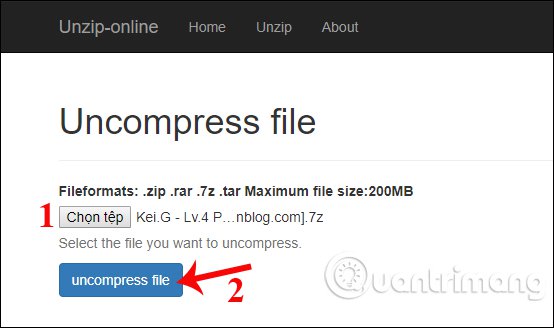 Unzip-online Home Unzip About
Uncompress file
Fileformats: .zip .rar .7z .tar Maximum file size:200MB
1 Chọn tệp Kei.G - Lv.4 P…nblog.com].7z
Select the file you want to uncompress.
uncompress file 2
Quantrimang